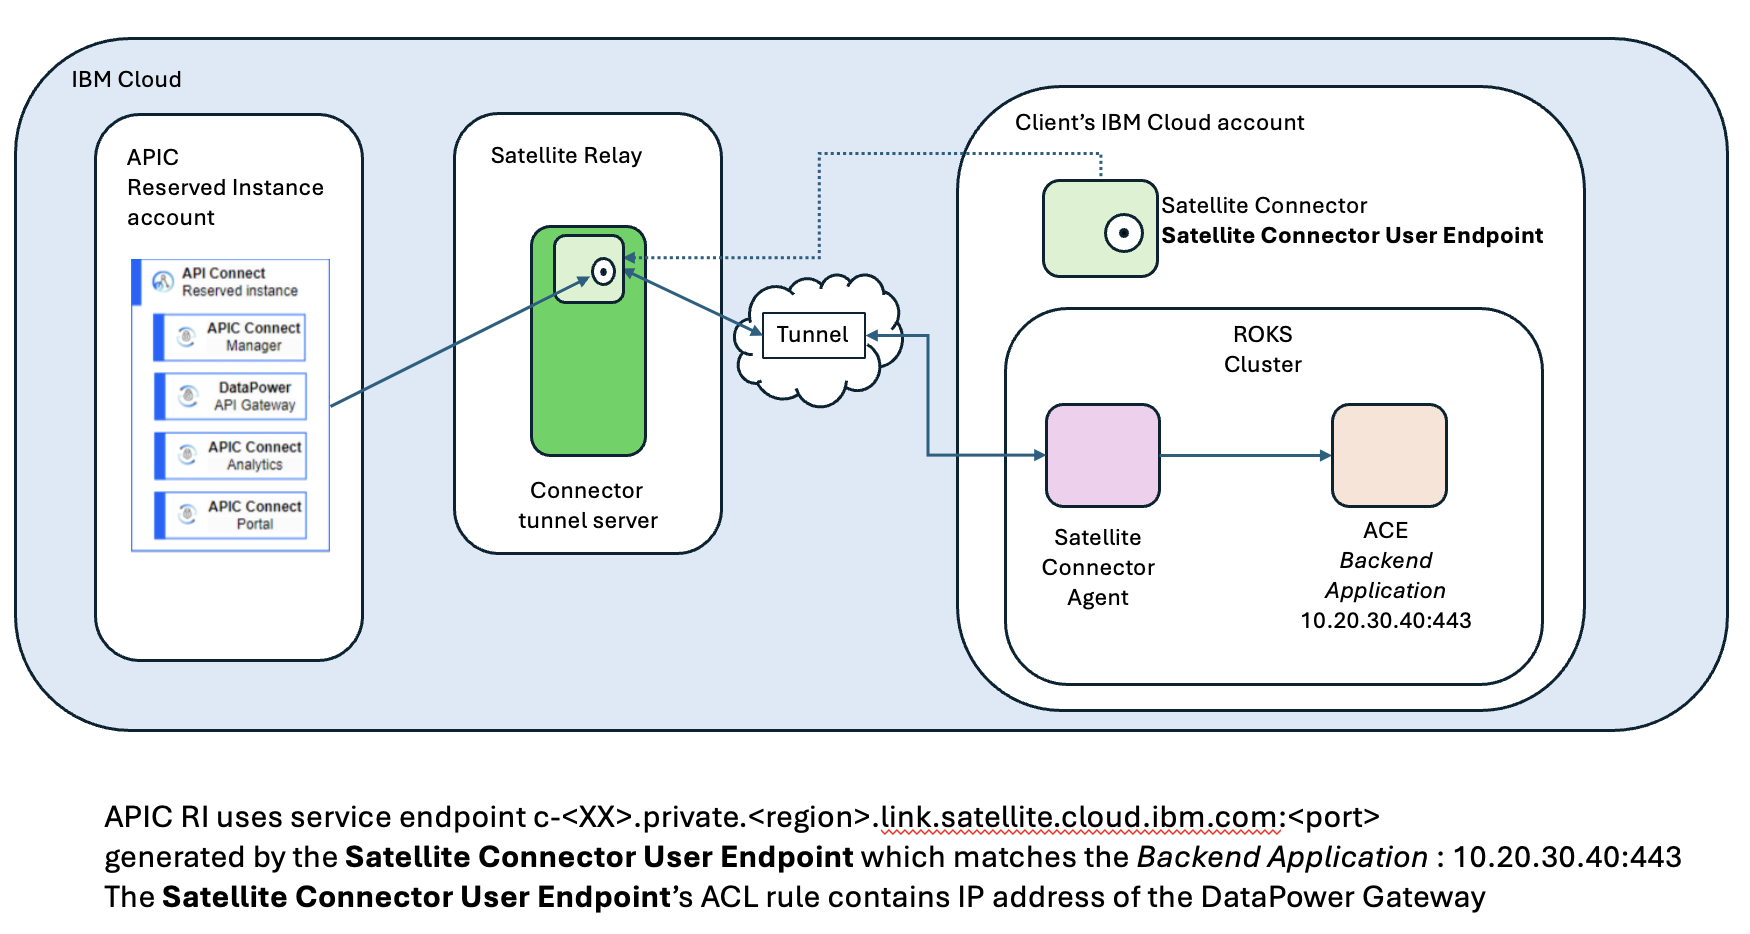 IBM Cloud
APIC
Reserved Instance
account
API Connect
Reserved instance
APIC Connect
Manager
DataPower
API Gateway
APIC Connect
Analytics
APIC Connect
Portal
Satellite Relay
Connector
tunnel server
Tunnel
Client’s IBM Cloud account
Satellite Connector
Satellite Connector User Endpoint
ROKS
Cluster
Satellite
Connector
Agent
ACE
Backend
Application
10.20.30.40:443
APIC RI uses service endpoint c-<XX>.private.<region>.link.satellite.cloud.ibm.com:<port>
generated by the Satellite Connector User Endpoint which matches the Backend Application : 10.20.30.40:443
The Satellite Connector User Endpoint’s ACL rule contains IP address of the DataPower Gateway